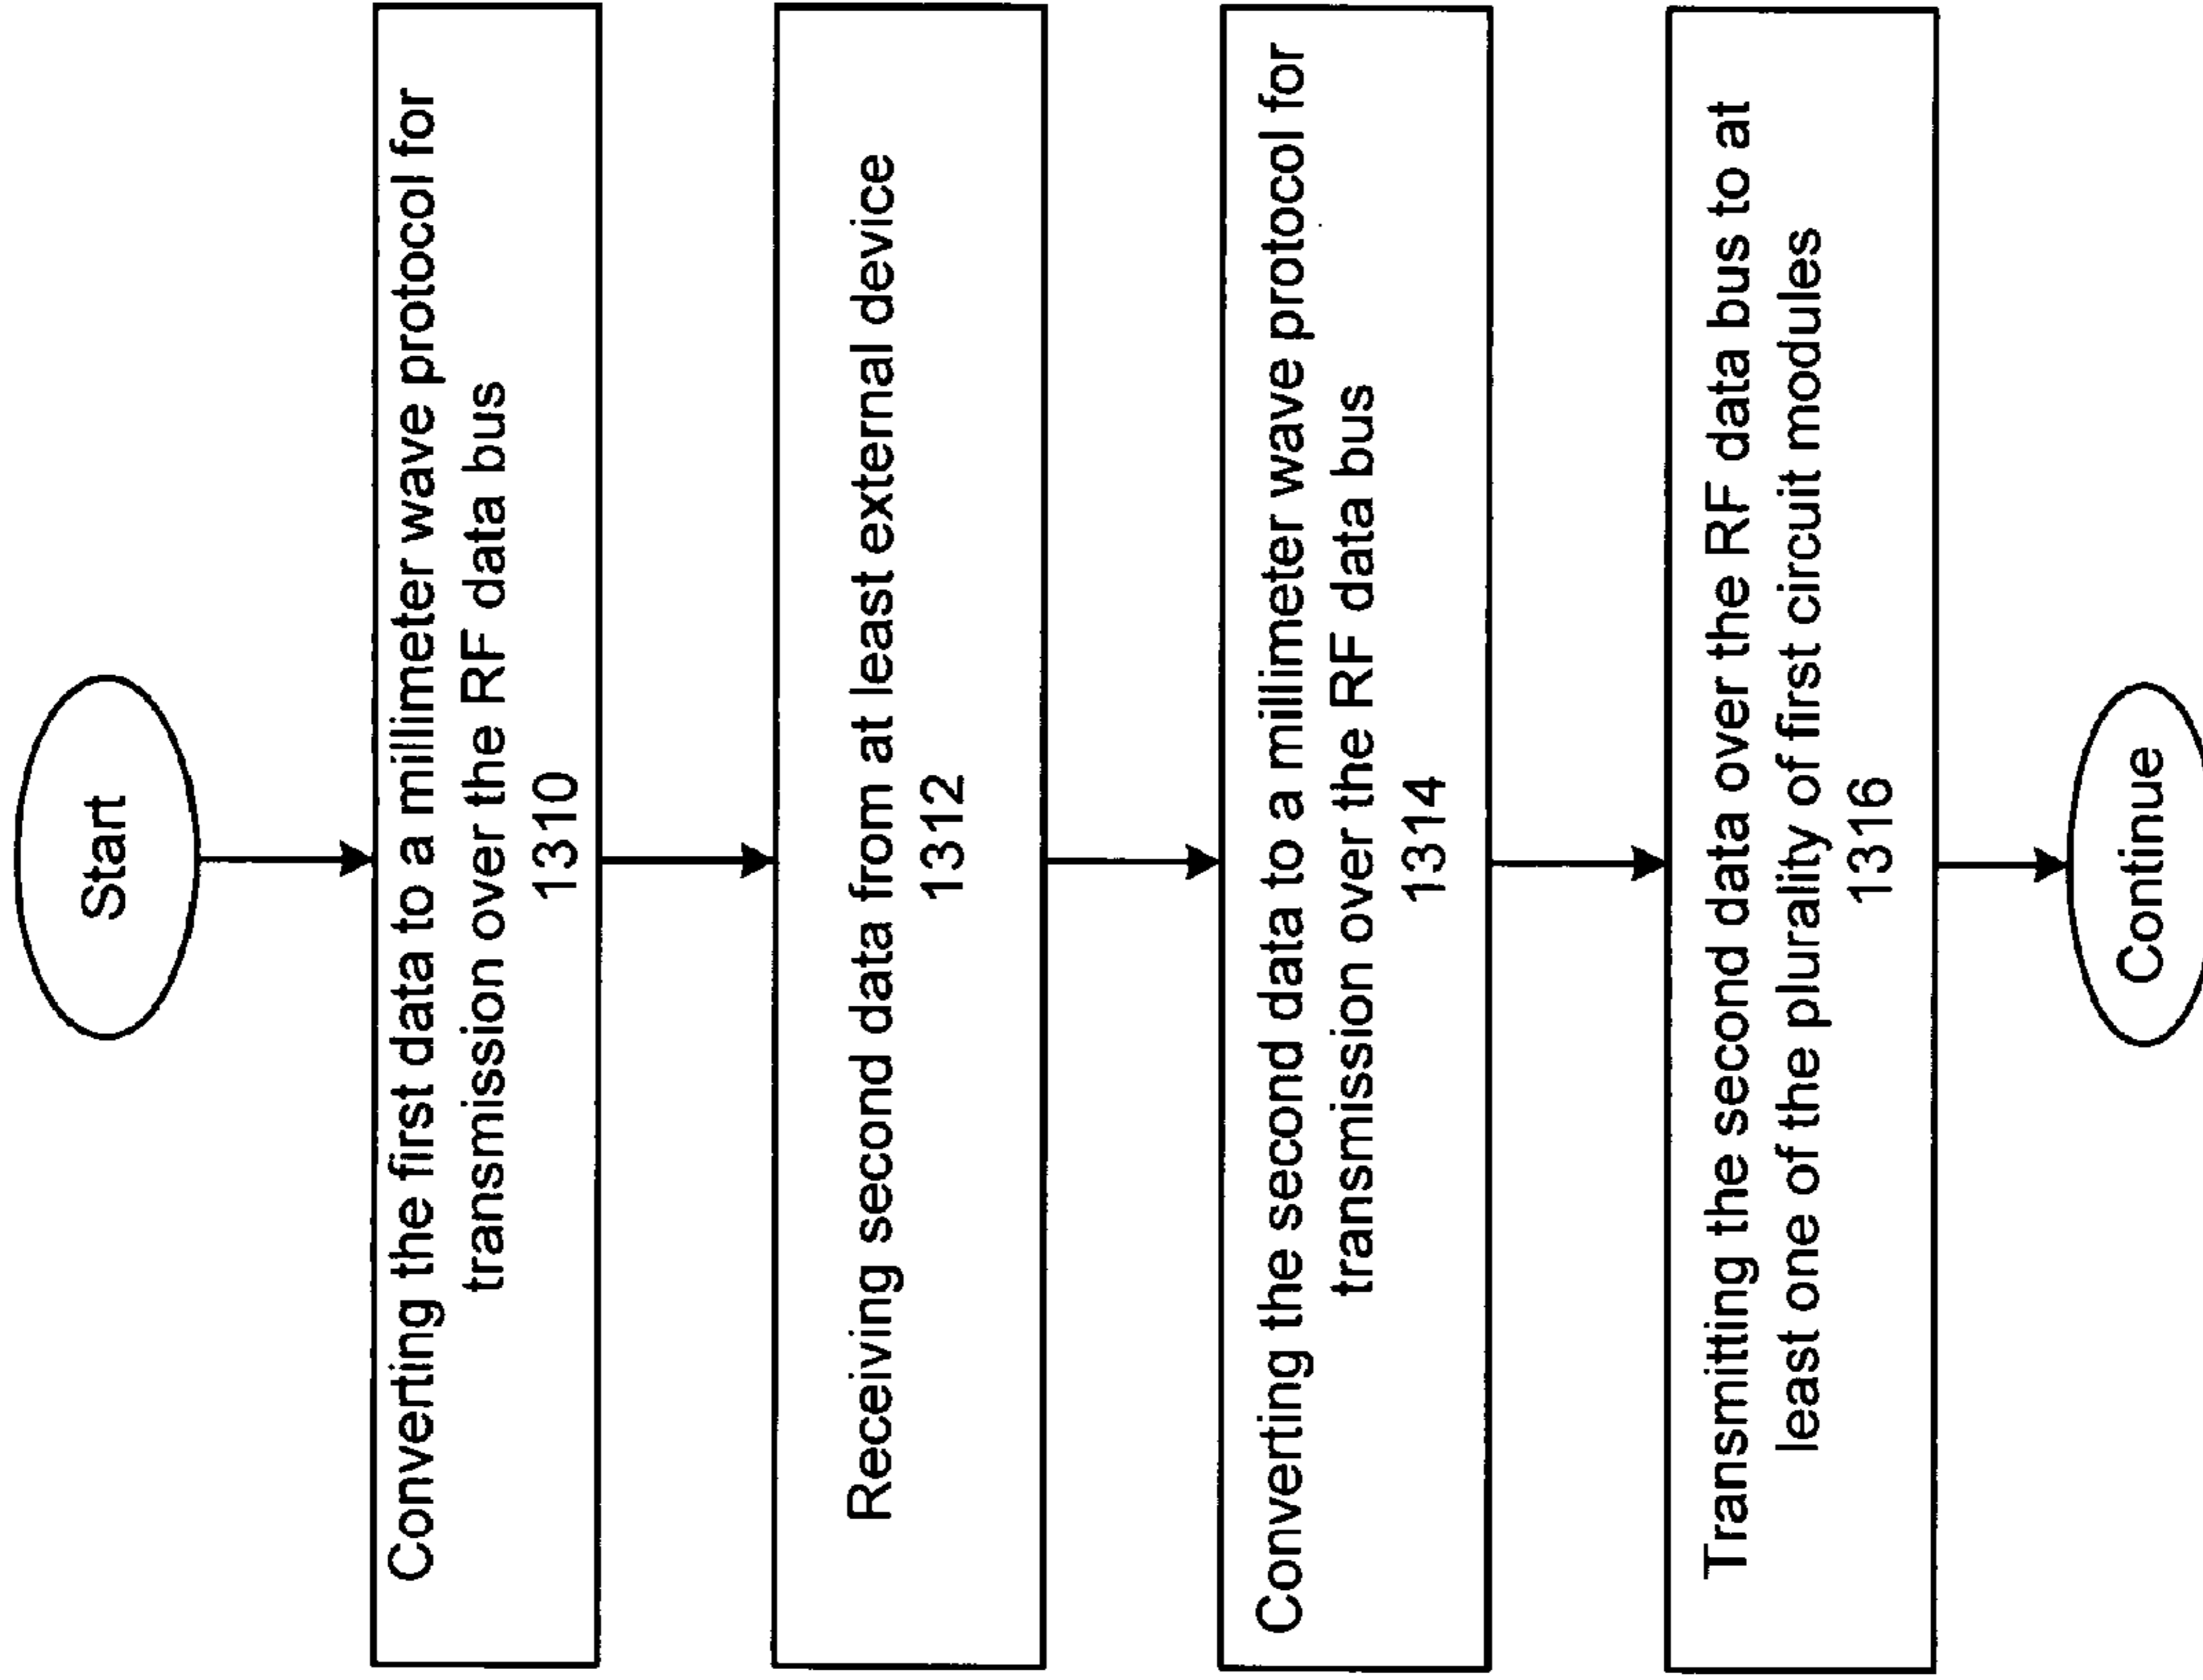 Start
Converting the first data to a millimeter wave protocol for
transmission over the RF data bus
1310
Receiving second data from at least external device
1312
Converting the second data to a millimeter wave protocol for
transmission over the RF data bus
1314
Transmitting the second data over the RF data bus to at
least one of the plurality of first circuit modules
1316
Continue